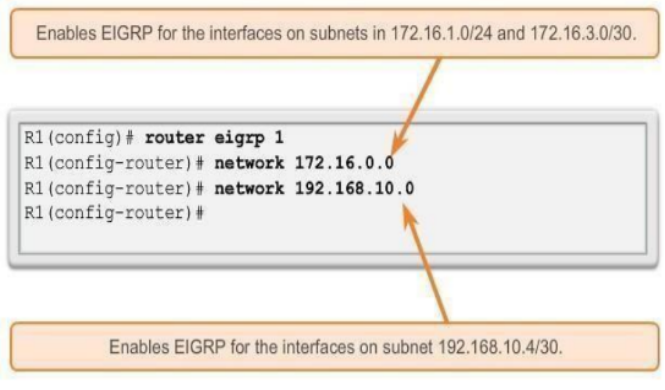 Enables EIGRP for the interfaces on subnets in 172.16.1.0/24 and 172.16.3.0/30.
R1(config)# router eigrp 1
R1(config-router)# network 172.16.0.0
R1(config-router)# network 192.168.10.0
R1(config-router)#
Enables EIGRP for the interfaces on subnet 192.168.10.4/30.